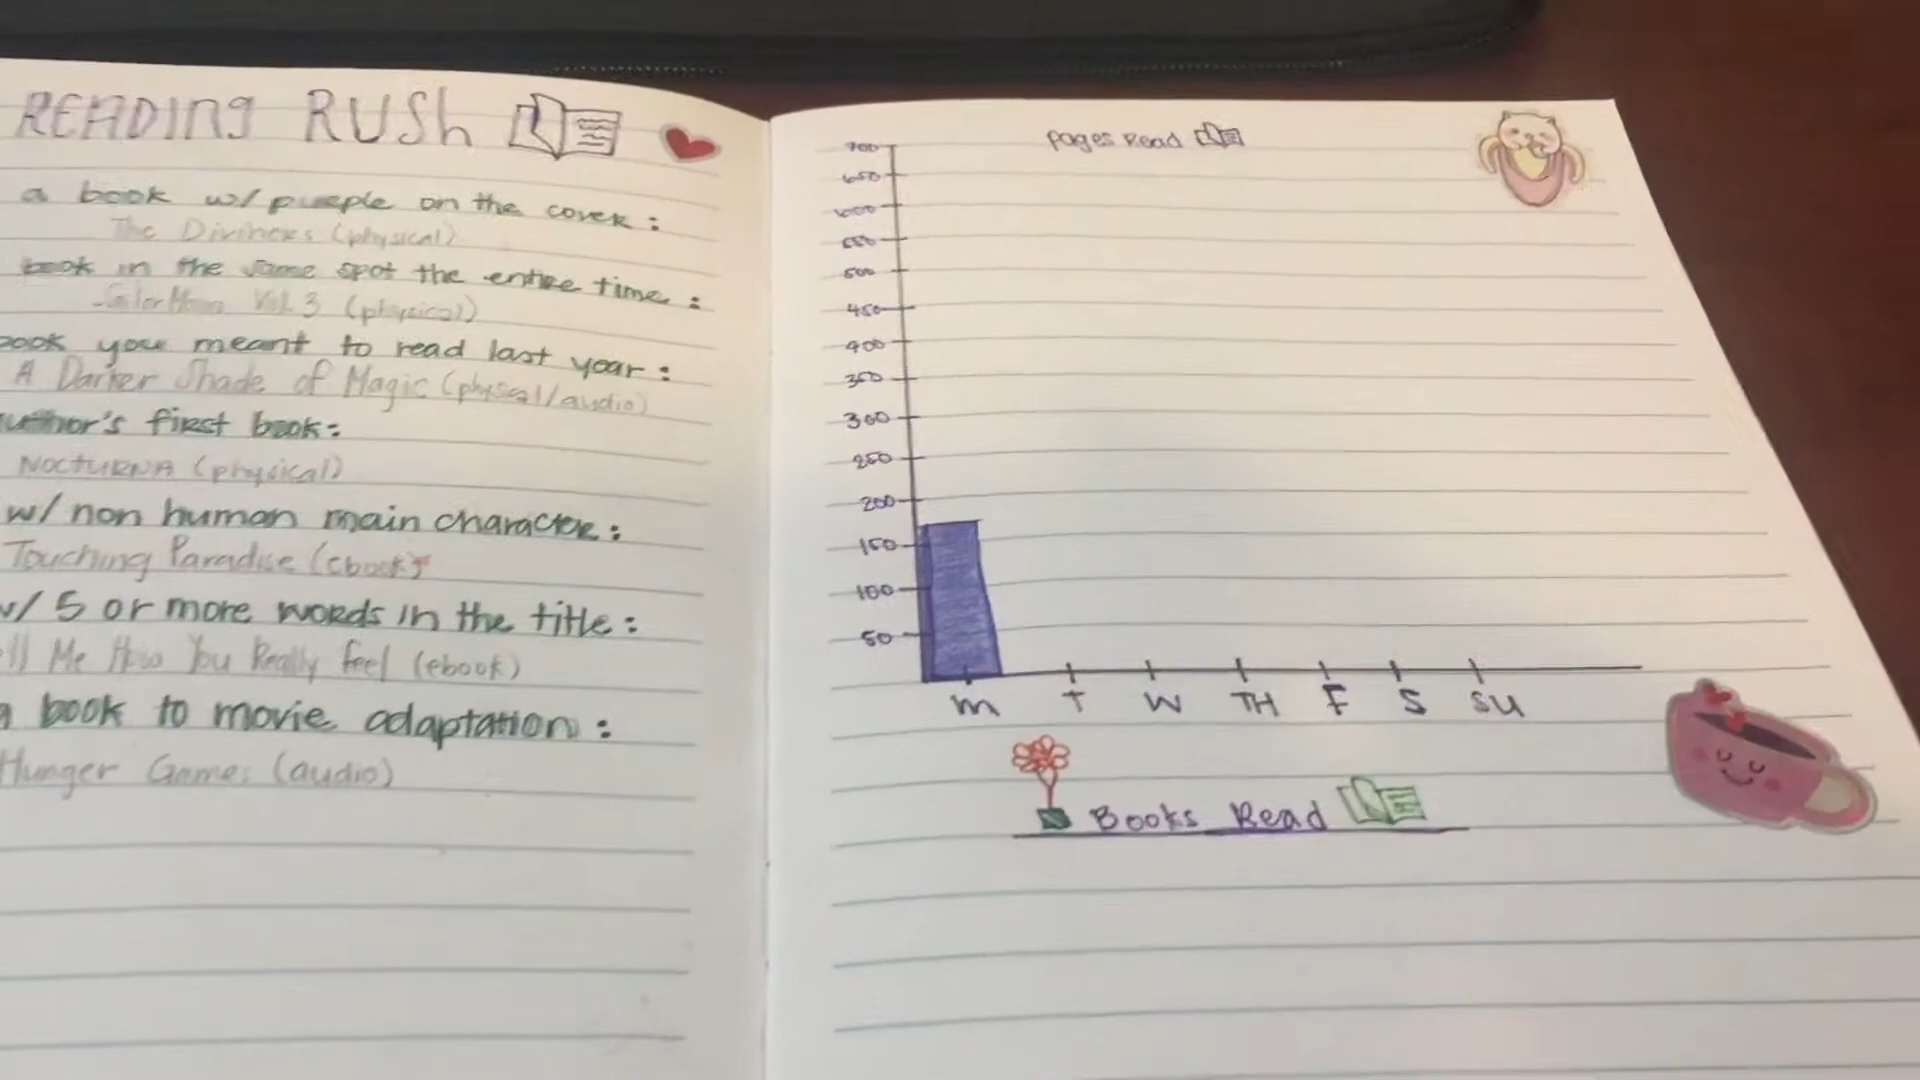 READING RUSH
a book w/ purple on the cover:
The Diviners (physical)
book in the same spot the entire time:
Sailor Moon Vol. 3 (physical)
book you meant to read last year:
A Darker Shade of Magic (physical/audio)
author's first book:
NOCTURNA (physical)
w/ non human main character:
Touching Paradise (ebook)
w/ 5 or more words in the title:
Me How You Really Feel (ebook)
a book to movie adaptation:
Hunger Games (audio)
Pages Read
700
650
600
550
500
450
400
350
300
250
200
150
100
50
M T W TH F S SU
Books Read